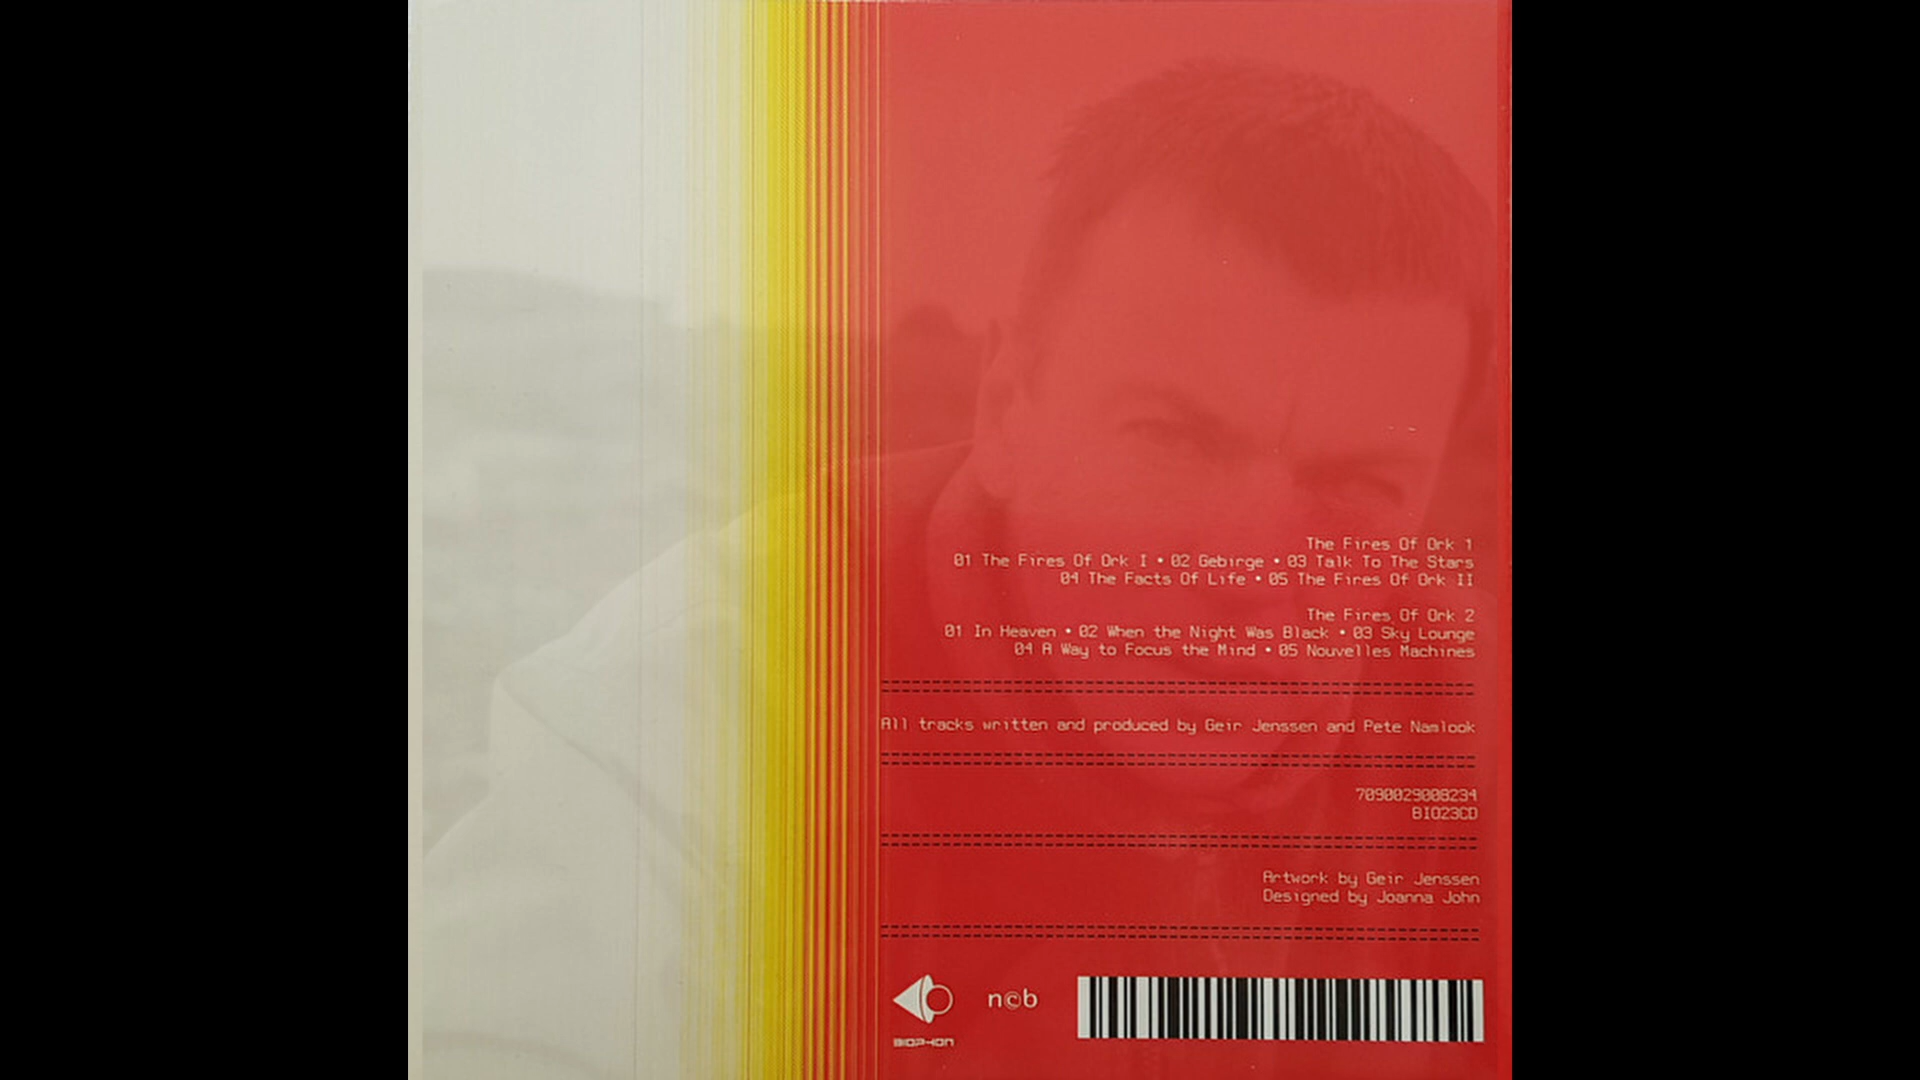 The Fires Of Ork 1
01 The Fires Of Ork I • 02 Gebirge • 03 Talk To The Stars
04 The Facts Of Life • 05 The Fires Of Ork II
The Fires Of Ork 2
01 In Heaven • 02 When the Night Was Black • 03 Sky Lounge
04 A Way to Focus the Mind • 05 Nouvelles Machines
All tracks written and produced by Geir Jenssen and Pete Namlook
7090029008234
BIO23CD
Artwork by Geir Jenssen
Designed by Joanna John
n©b
BIOPHON